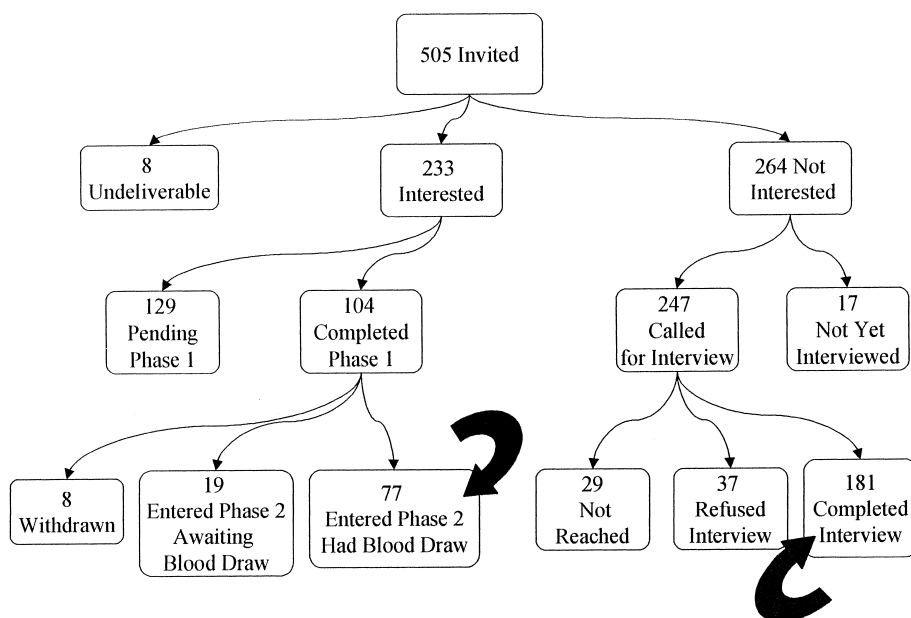 505 Invited
8
Undeliverable
233
Interested
264 Not
Interested
129
Pending
Phase 1
104
Completed
Phase 1
247
Called
for Interview
17
Not Yet
Interviewed
8
Withdrawn
19
Entered Phase 2
Awaiting
Blood Draw
77
Entered Phase 2
Had Blood Draw
29
Not
Reached
37
Refused
Interview
181
Completed
Interview